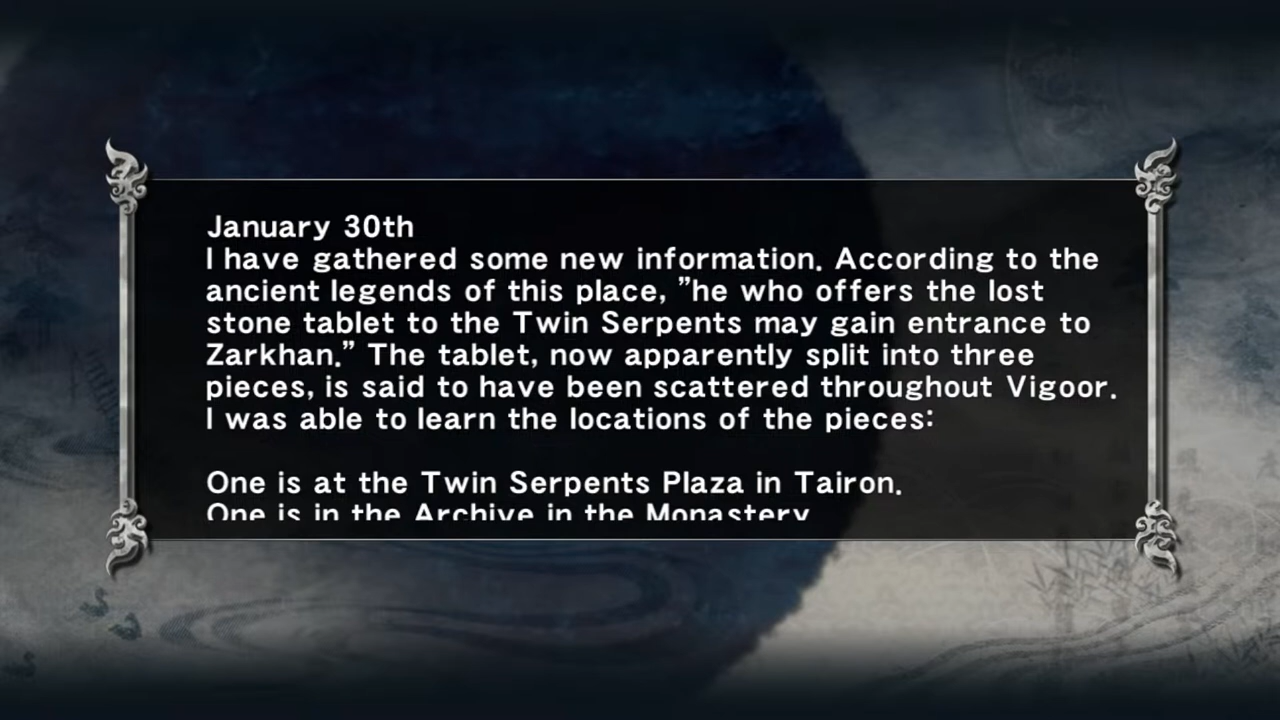 January 30th
I have gathered some new information. According to the
ancient legends of this place, ”he who offers the lost
stone tablet to the Twin Serpents may gain entrance to
Zarkhan.” The tablet, now apparently split into three
pieces, is said to have been scattered throughout Vigoor.
I was able to learn the locations of the pieces:
One is at the Twin Serpents Plaza in Tairon.
One is in the Archive in the Monastery